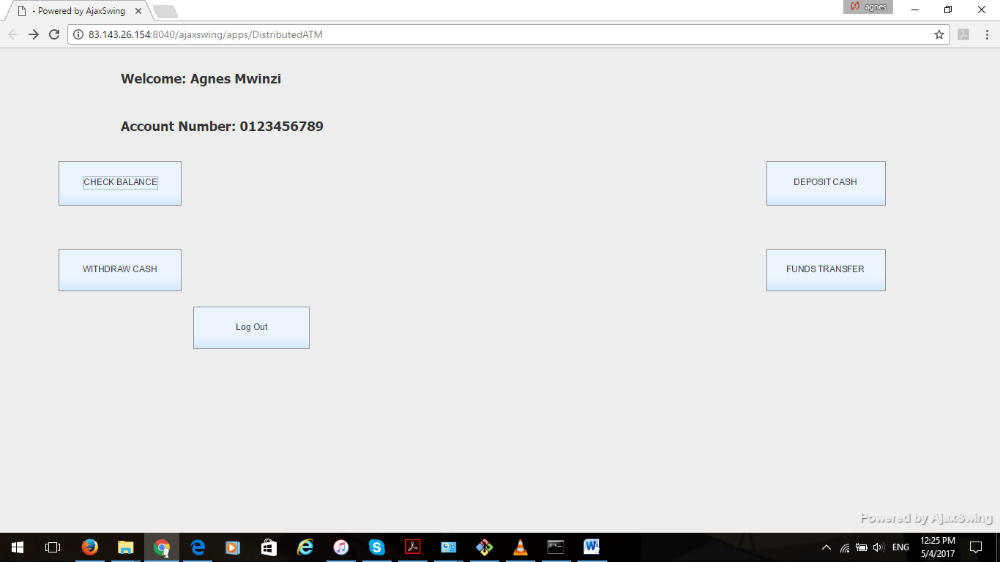 - Powered by AjaxSwing
agnes
83.143.26.154:8040/ajaxswing/apps/DistributedATM
Welcome: Agnes Mwinzi
Account Number: 0123456789
CHECK BALANCE
DEPOSIT CASH
WITHDRAW CASH
FUNDS TRANSFER
Log Out
Powered by AjaxSwing
ENG
12:25 PM
5/4/2017